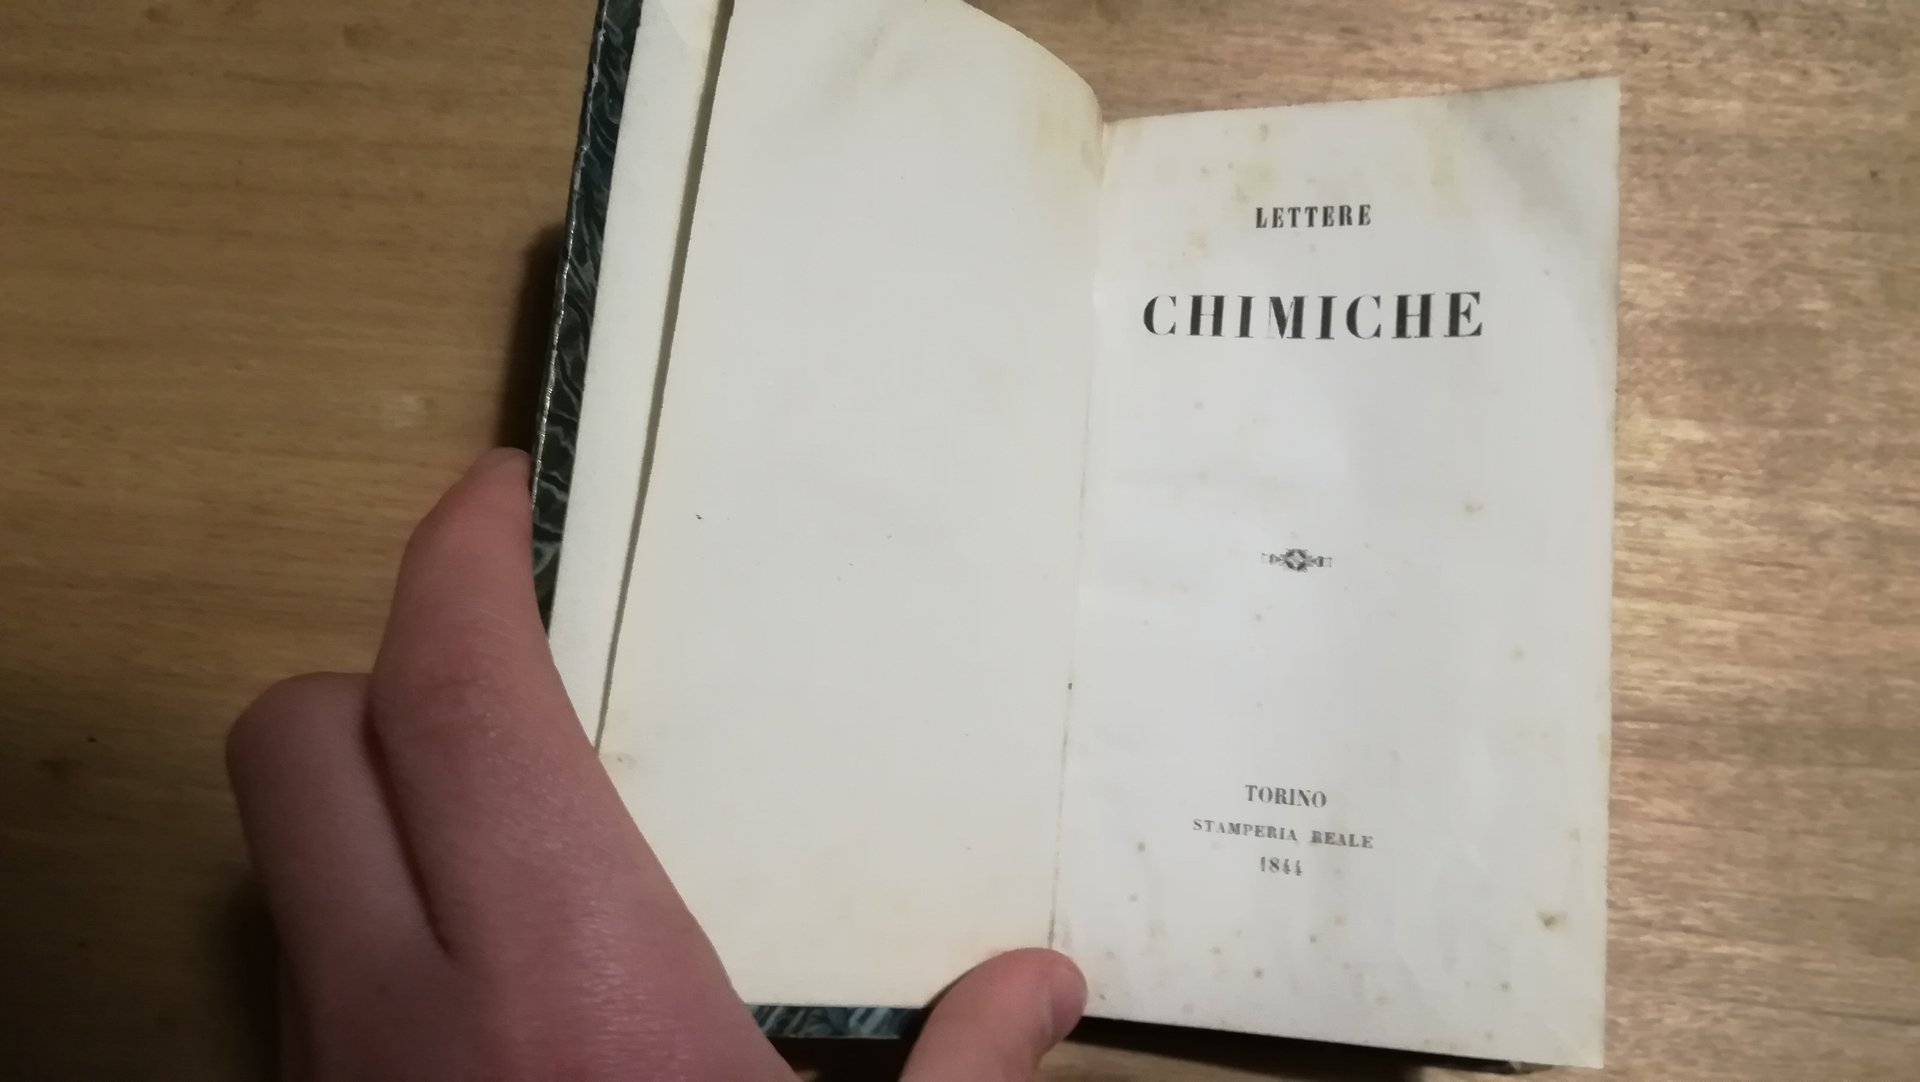 LETTERE
CHIMICHE
TORINO
STAMPERIA REALE
1844